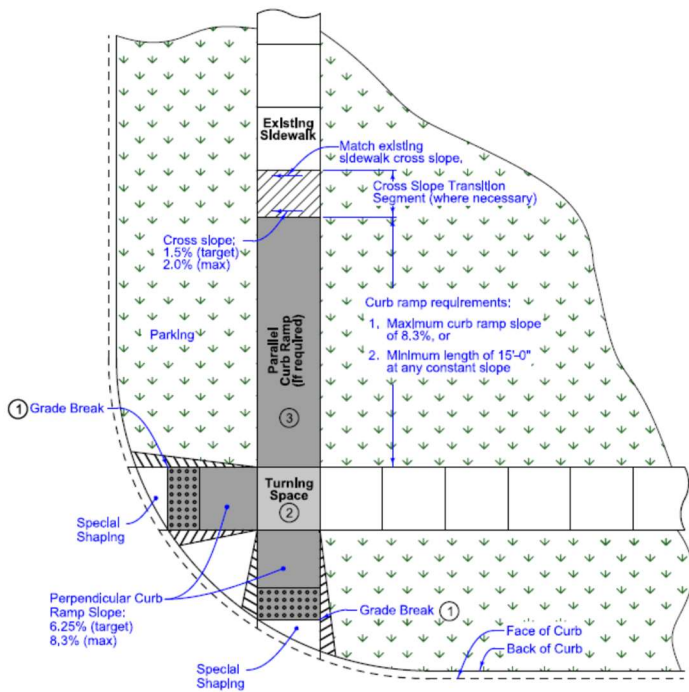 Existing
Sidewalk
Match existing
sidewalk cross slope.
Cross Slope Transition
Segment (where necessary)
Cross slope:
1.5% (target)
2.0% (max)
Curb ramp requirements:
1. Maximum curb ramp slope
of 8.3%, or
2. Minimum length of 15'-0"
at any constant slope
Parking
Parallel
Curb Ramp
(if required)
3
1 Grade Break
Turning
Space
2
Special
Shaping
Perpendicular Curb
Ramp Slope:
6.25% (target)
8.3% (max)
Grade Break 1
Face of Curb
Back of Curb
Special
Shaping